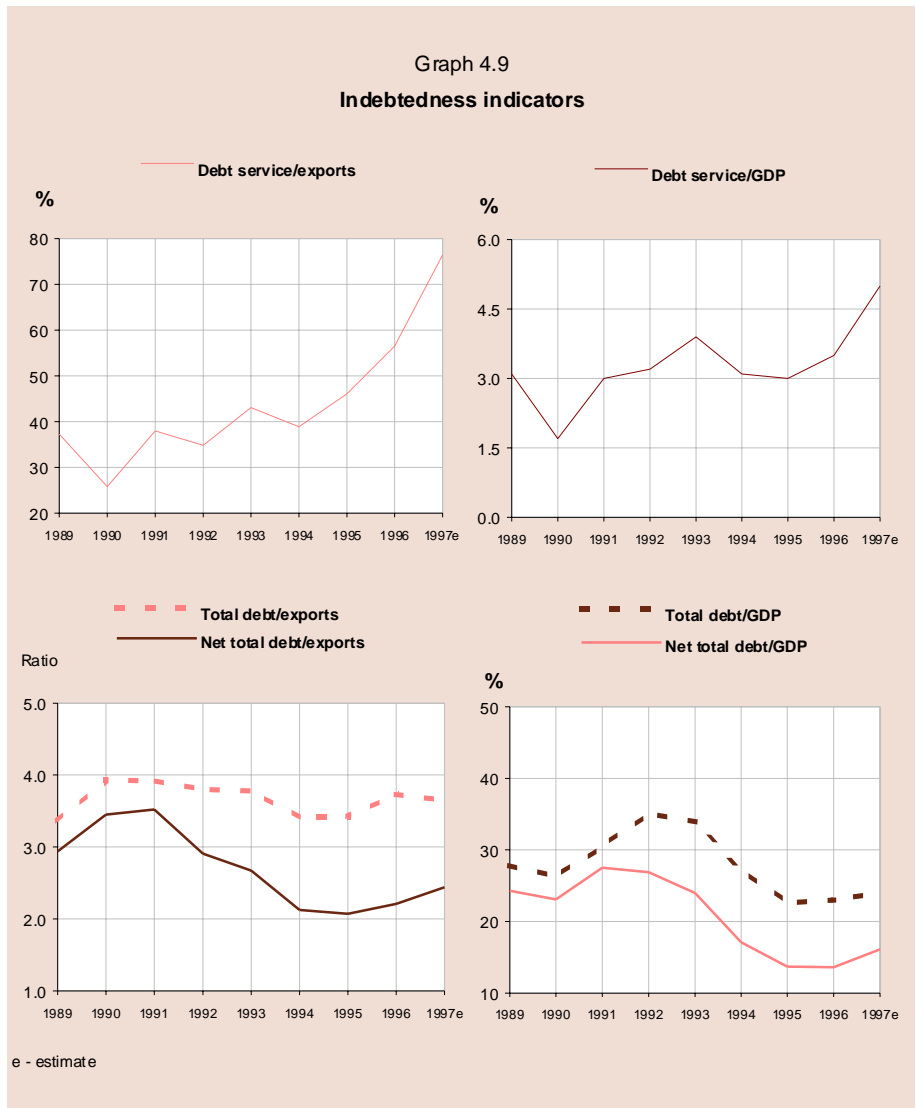 Graph 4.9
Indebtedness indicators
Debt service/exports
%
80
70
60
50
40
30
20
1989 1990 1991 1992 1993 1994 1995 1996 1997e
Debt service/GDP
%
6.0
4.5
3.0
1.5
0.0
1989 1990 1991 1992 1993 1994 1995 1996 1997e
Total debt/exports
Net total debt/exports
Ratio
5.0
4.0
3.0
2.0
1.0
1989 1990 1991 1992 1993 1994 1995 1996 1997e
Total debt/GDP
Net total debt/GDP
%
50
40
30
20
10
1989 1990 1991 1992 1993 1994 1995 1996 1997e
e - estimate